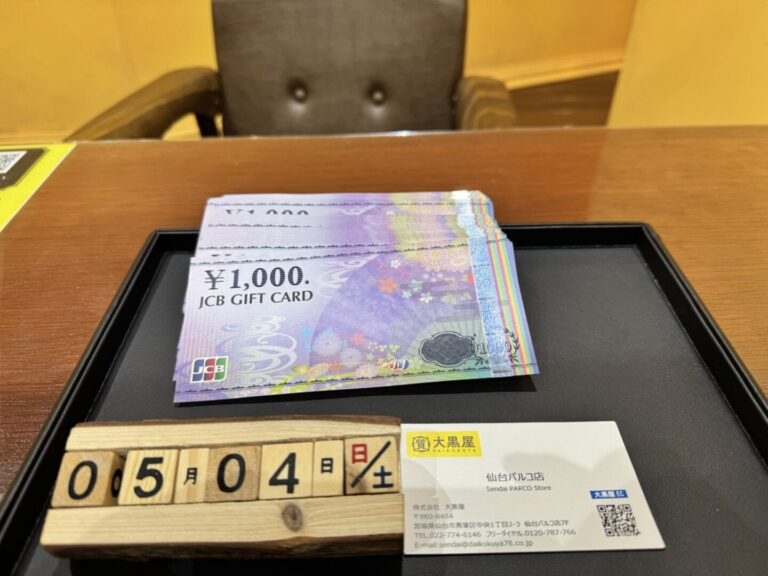 ¥1,000.
¥1,000.
JCB GIFT CARD
JCB
1000
05月04日日/土
大黒屋
DAIKOKUYA
仙台パルコ店
Sendai PARCO Store
大黒屋 EC
株式会社 大黒屋
〒980-8484
宮城県仙台市青葉区中央1丁目2-3 仙台パルコ店7F
TEL.022-774-6146 フリーダイヤル.0120-787-766
E-mail:sendai@daikokuya78.co.jp